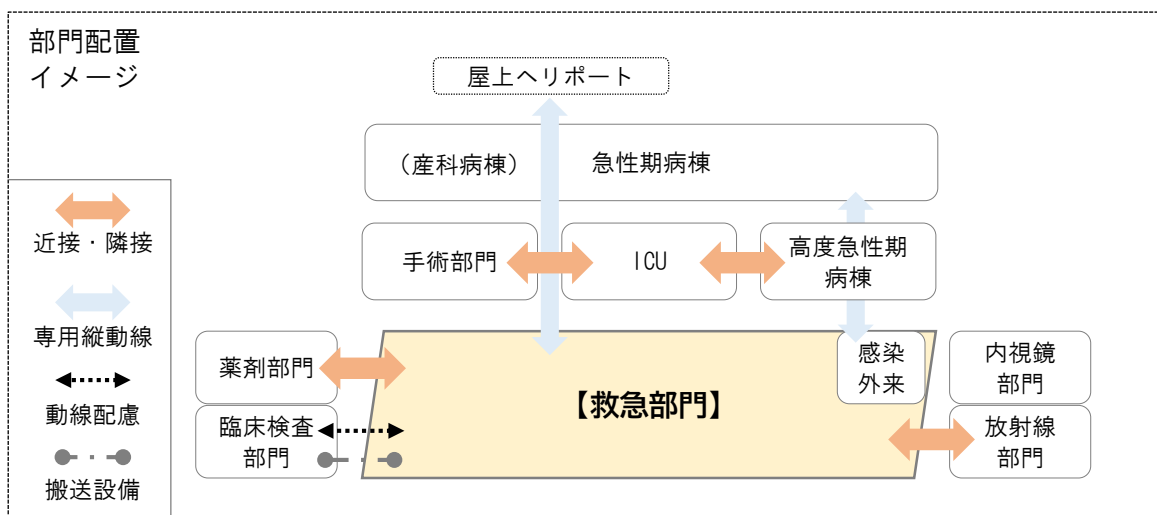 部門配置
イメージ
屋上ヘリポート
（産科病棟）
急性期病棟
近接・隣接
手術部門
ICU
高度急性期
病棟
専用縦動線
薬剤部門
感染
外来
内視鏡
部門
動線配慮
臨床検査
部門
【救急部門】
放射線
部門
搬送設備